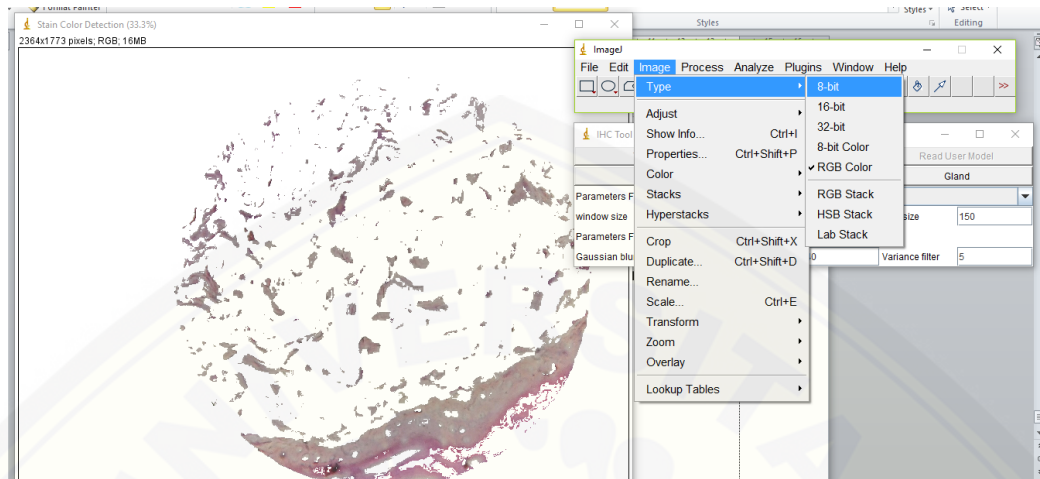 Format Painter
Styles
Styles
Editing
Stain Color Detection (33.3%)
2364x1773 pixels; RGB; 16MB
ImageJ
File Edit Image Process Analyze Plugins Window Help
>>
Type
Adjust
Show Info... Ctrl+I
Properties... Ctrl+Shift+P
Color
Stacks
Hyperstacks
Crop Ctrl+Shift+X
Duplicate... Ctrl+Shift+D
Rename...
Scale... Ctrl+E
Transform
Zoom
Overlay
Lookup Tables
8-bit
16-bit
32-bit
8-bit Color
RGB Color
RGB Stack
HSB Stack
Lab Stack
IHC Tool
Read User Model
Gland
Parameters F
window size
size 150
Parameters F
Gaussian blu
0 Variance filter 5
UNIVERSITA